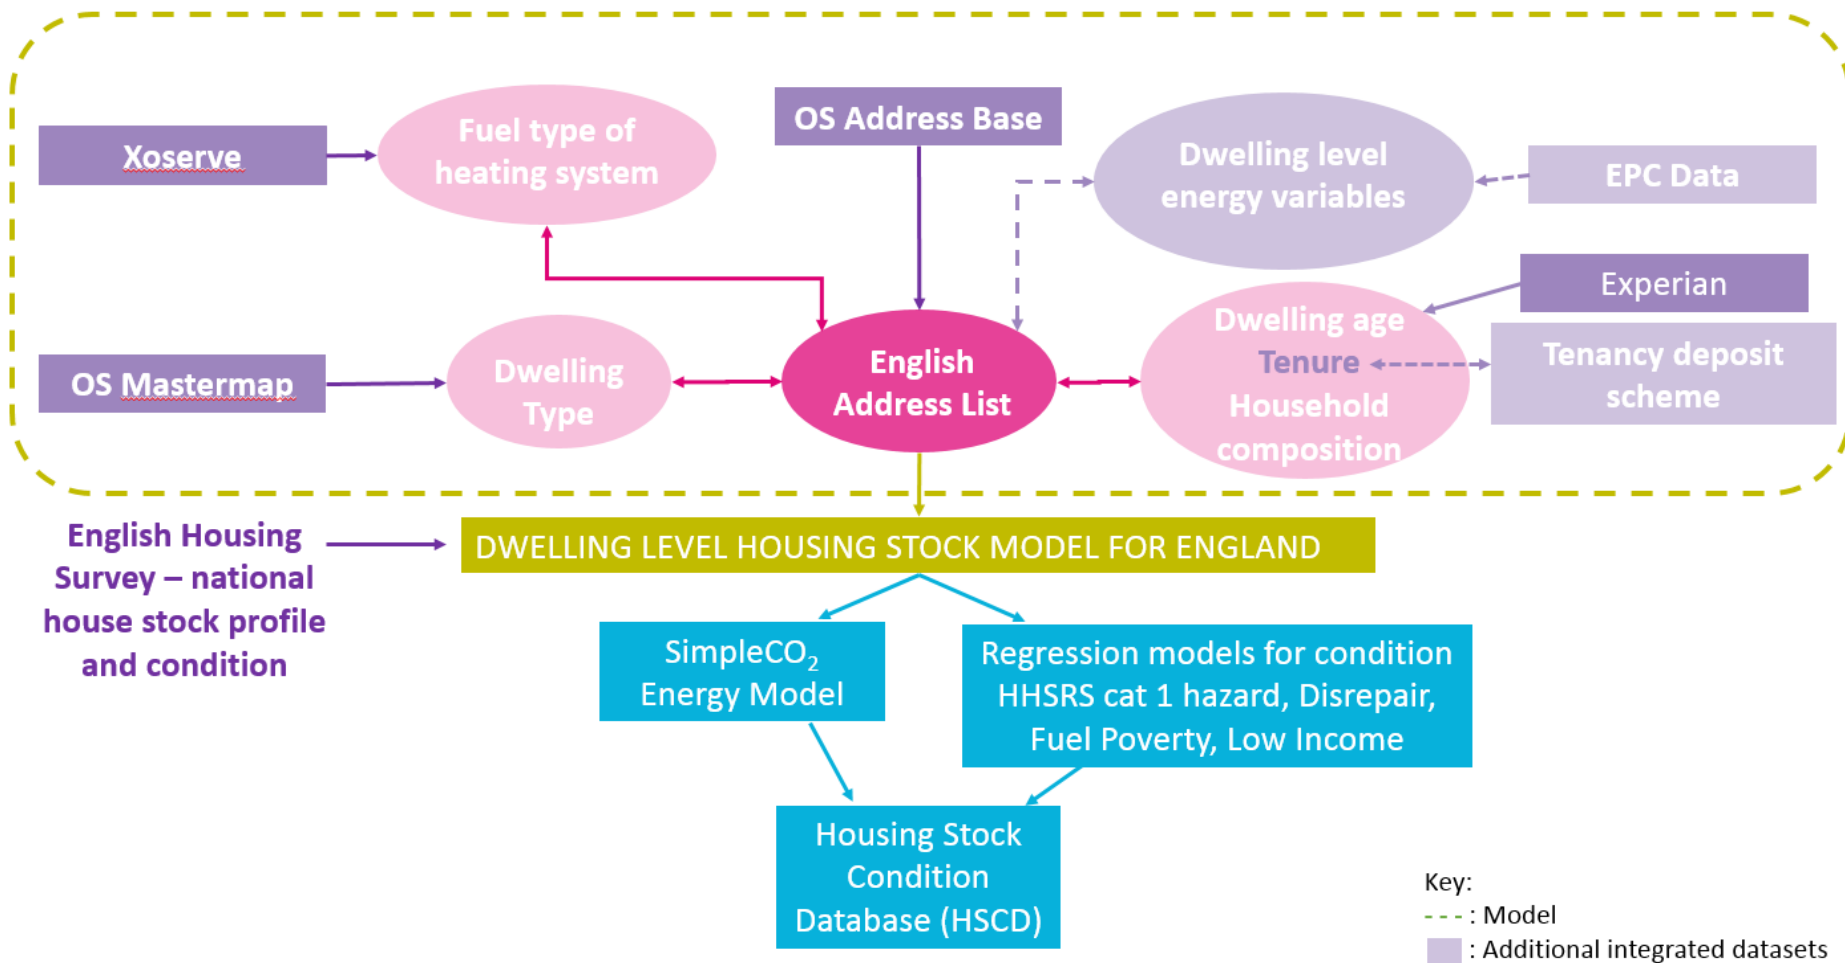 Xoserve
Fuel type of
heating system
OS Address Base
Dwelling level
energy variables
EPC Data
Experian
OS Mastermap
Dwelling
Type
English
Address List
Dwelling age
Tenure
Household
composition
Tenancy deposit
scheme
English Housing
Survey – national
house stock profile
and condition
DWELLING LEVEL HOUSING STOCK MODEL FOR ENGLAND
SimpleCO₂
Energy Model
Regression models for condition
HHSRS cat 1 hazard, Disrepair,
Fuel Poverty, Low Income
Housing Stock
Condition
Database (HSCD)
Key:
: Model
: Additional integrated datasets